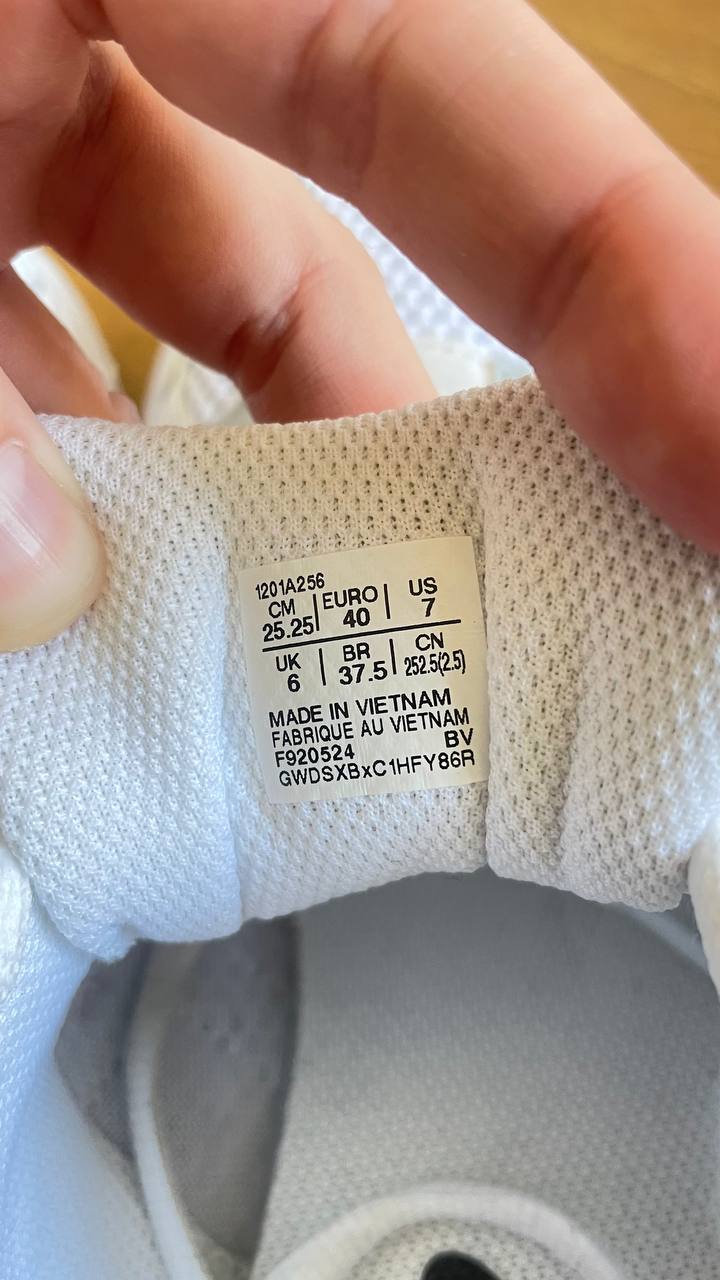 1201A256
CM | EURO | US
25.25 | 40 | 7
UK | BR | CN
6 | 37.5 | 252.5(2.5)
MADE IN VIETNAM
FABRIQUE AU VIETNAM
F920524 BV
GWDSXBxC1HFY86R